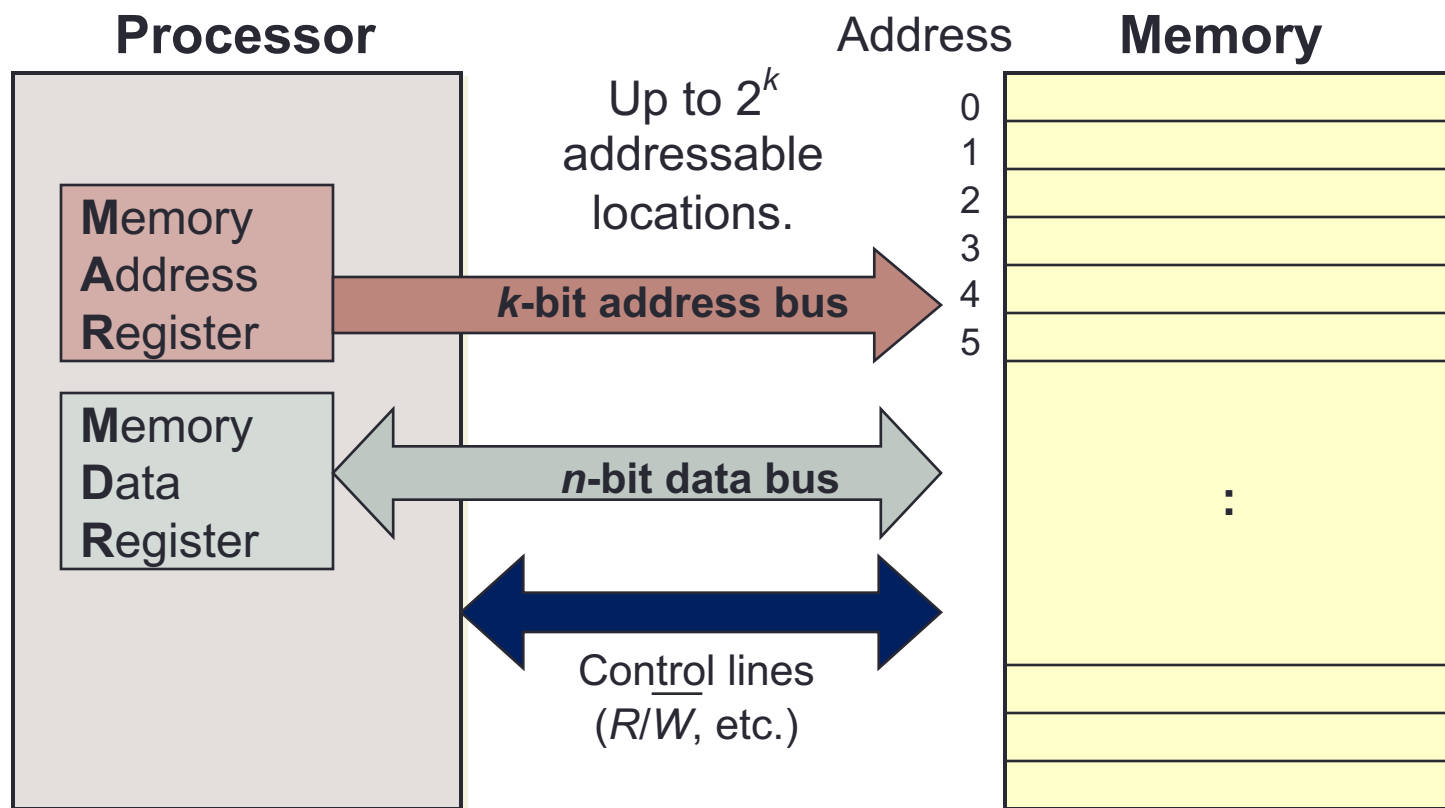 Processor
Address
Memory
Up to 2^k
addressable
locations.
0
1
2
3
4
5
Memory
Address
Register
k-bit address bus
Memory
Data
Register
n-bit data bus
:
Control lines
(R/W̅, etc.)